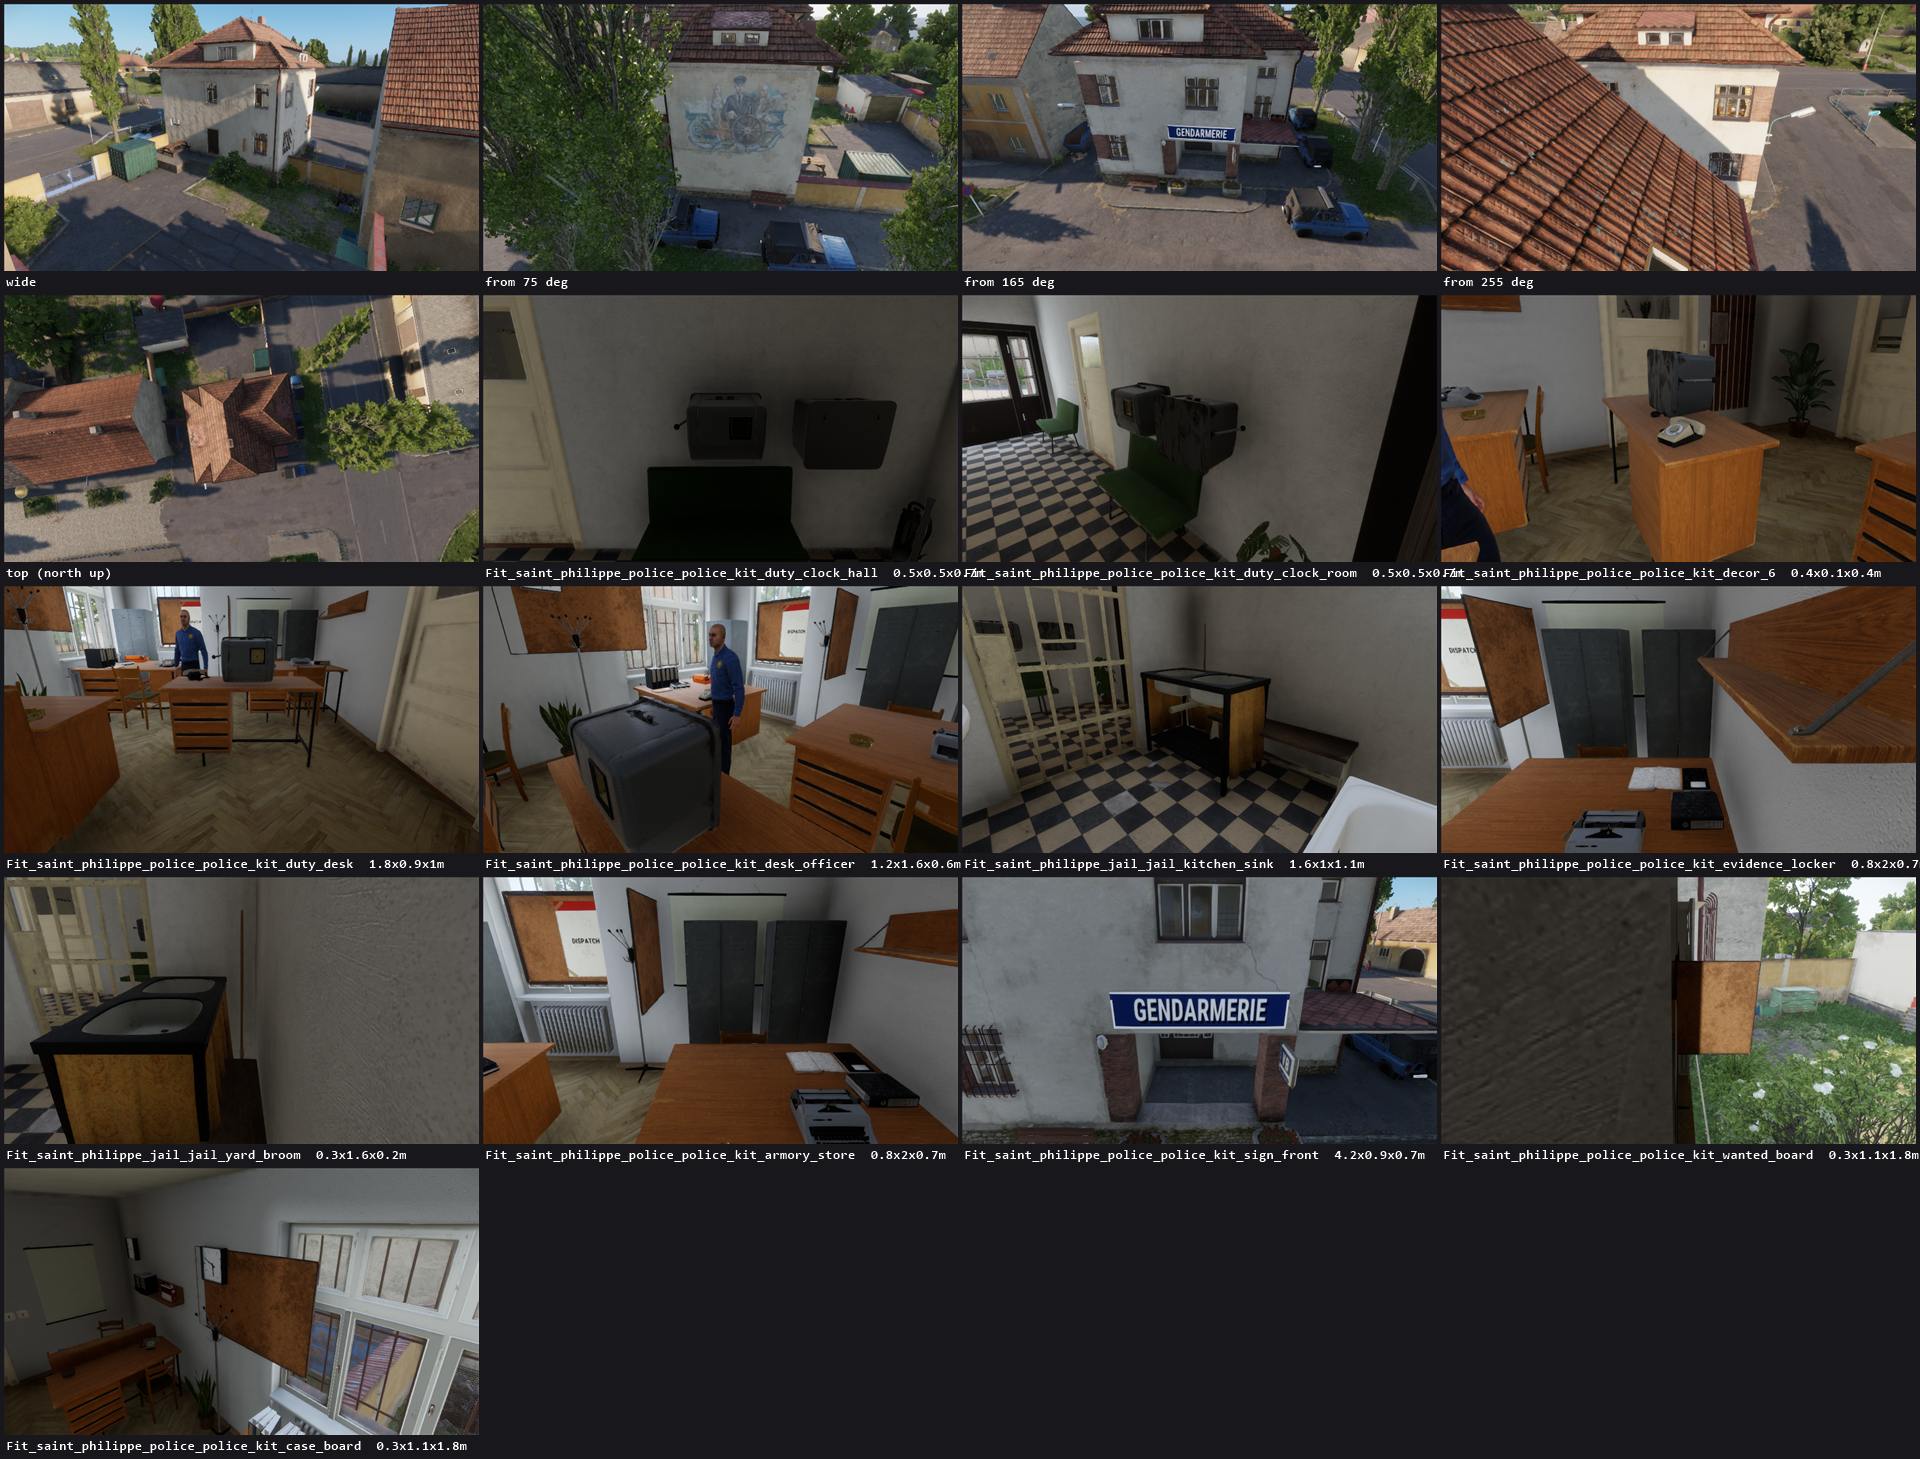 GENDARMERIE
wide
from 75 deg
from 165 deg
from 255 deg
top (north up)
Fit_saint_philippe_police_police_kit_duty_clock_hall 0.5x0.5x0.7m
Fit_saint_philippe_police_police_kit_duty_clock_room 0.5x0.5x0.7m
Fit_saint_philippe_police_police_kit_decor_6 0.4x0.1x0.4m
DISPATCH
DISPATCH
Fit_saint_philippe_police_police_kit_duty_desk 1.8x0.9x1m
Fit_saint_philippe_police_police_kit_desk_officer 1.2x1.6x0.6m
Fit_saint_philippe_jail_jail_kitchen_sink 1.6x1x1.1m
Fit_saint_philippe_police_police_kit_evidence_locker 0.8x2x0.7
DISPATCH
GENDARMERIE
Fit_saint_philippe_jail_jail_yard_broom 0.3x1.6x0.2m
Fit_saint_philippe_police_police_kit_armory_store 0.8x2x0.7m
Fit_saint_philippe_police_police_kit_sign_front 4.2x0.9x0.7m
Fit_saint_philippe_police_police_kit_wanted_board 0.3x1.1x1.8m
Fit_saint_philippe_police_police_kit_case_board 0.3x1.1x1.8m